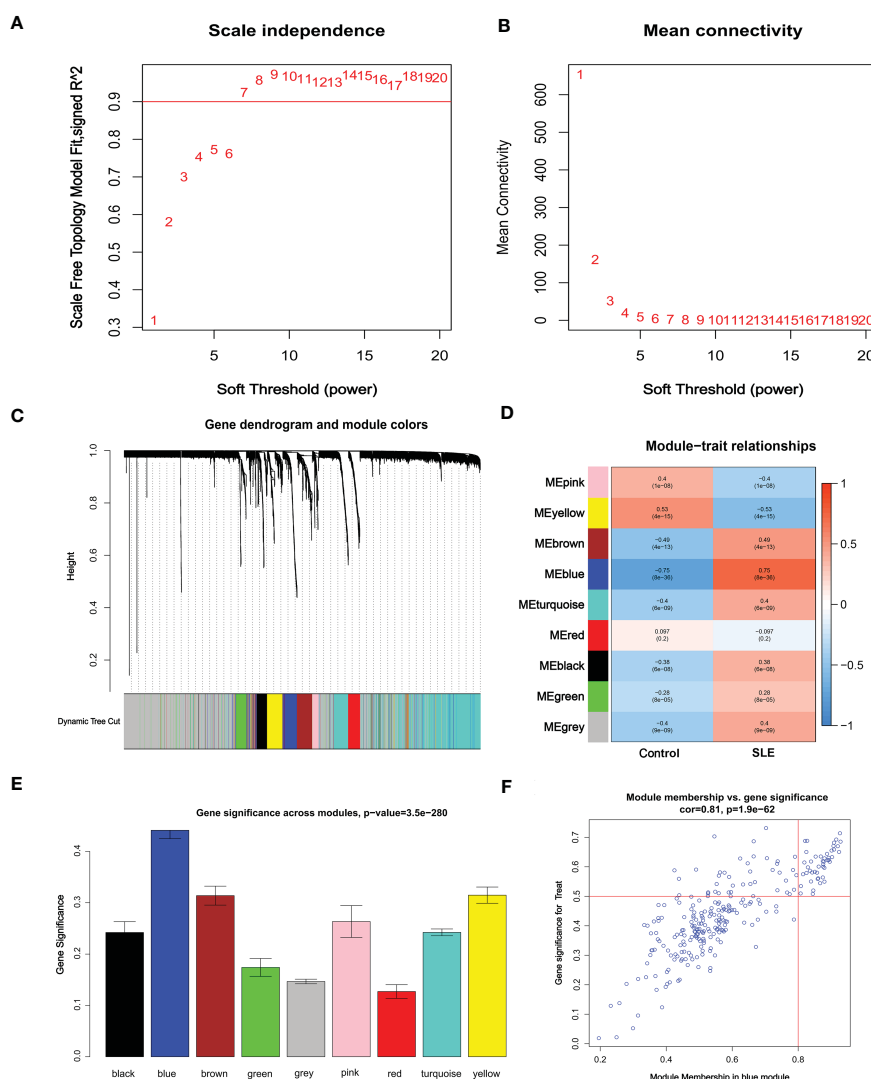 A
Scale independence
Scale Free Topology Model Fit,signed R^2
0.9
0.8
0.7
0.6
0.5
0.4
0.3
1
2
3
4
5
6
7
8
9
10
11
12
13
14
15
16
17
18
19
20
5
10
15
20
Soft Threshold (power)
B
Mean connectivity
Mean Connectivity
600
500
400
300
200
100
0
1
2
3
4
5
6
7
8
9
10
11
12
13
14
15
16
17
18
19
20
5
10
15
20
Soft Threshold (power)
C
Gene dendrogram and module colors
Height
1.0
0.8
0.6
0.4
0.2
Dynamic Tree Cut
D
Module−trait relationships
MEpink
0.4
(1e−08)
−0.4
(1e−08)
MEyellow
0.53
(4e−15)
−0.53
(4e−15)
MEbrown
−0.49
(4e−13)
0.49
(4e−13)
MEblue
−0.75
(8e−36)
0.75
(8e−36)
MEturquoise
−0.4
(6e−09)
0.4
(6e−09)
MEred
0.097
(0.2)
−0.097
(0.2)
MEblack
−0.38
(6e−08)
0.38
(6e−08)
MEgreen
−0.28
(8e−05)
0.28
(8e−05)
MEgrey
−0.4
(9e−09)
0.4
(9e−09)
Control
SLE
1
0.5
0
−0.5
−1
E
Gene significance across modules, p−value=3.5e−280
Gene Significance
0.4
0.3
0.2
0.1
0.0
black
blue
brown
green
grey
pink
red
turquoise
yellow
F
Module membership vs. gene significance
cor=0.81, p=1.9e−62
Gene significance for Treat
0.7
0.6
0.5
0.4
0.3
0.2
0.1
0.0
0.2
0.4
0.6
0.8
Module Membership in blue module